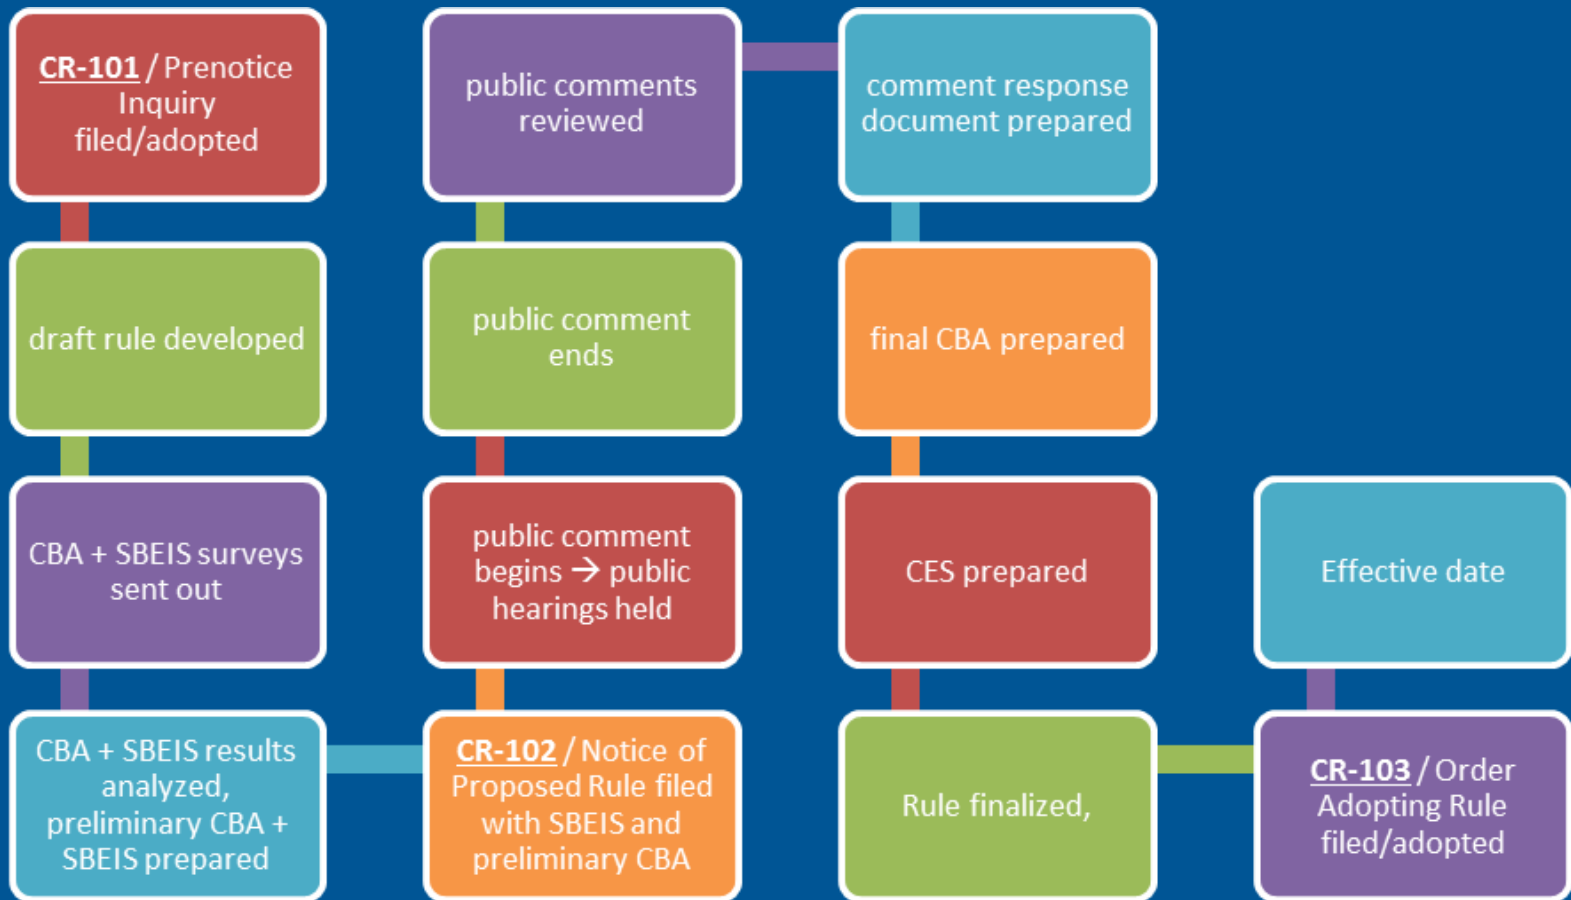 CR-101 / Prenotice
Inquiry
filed/adopted
draft rule developed
CBA + SBEIS surveys
sent out
CBA + SBEIS results
analyzed,
preliminary CBA +
SBEIS prepared
CR-102 / Notice of
Proposed Rule filed
with SBEIS and
preliminary CBA
public comment
begins → public
hearings held
public comment
ends
public comments
reviewed
comment response
document prepared
final CBA prepared
CES prepared
Rule finalized,
CR-103 / Order
Adopting Rule
filed/adopted
Effective date